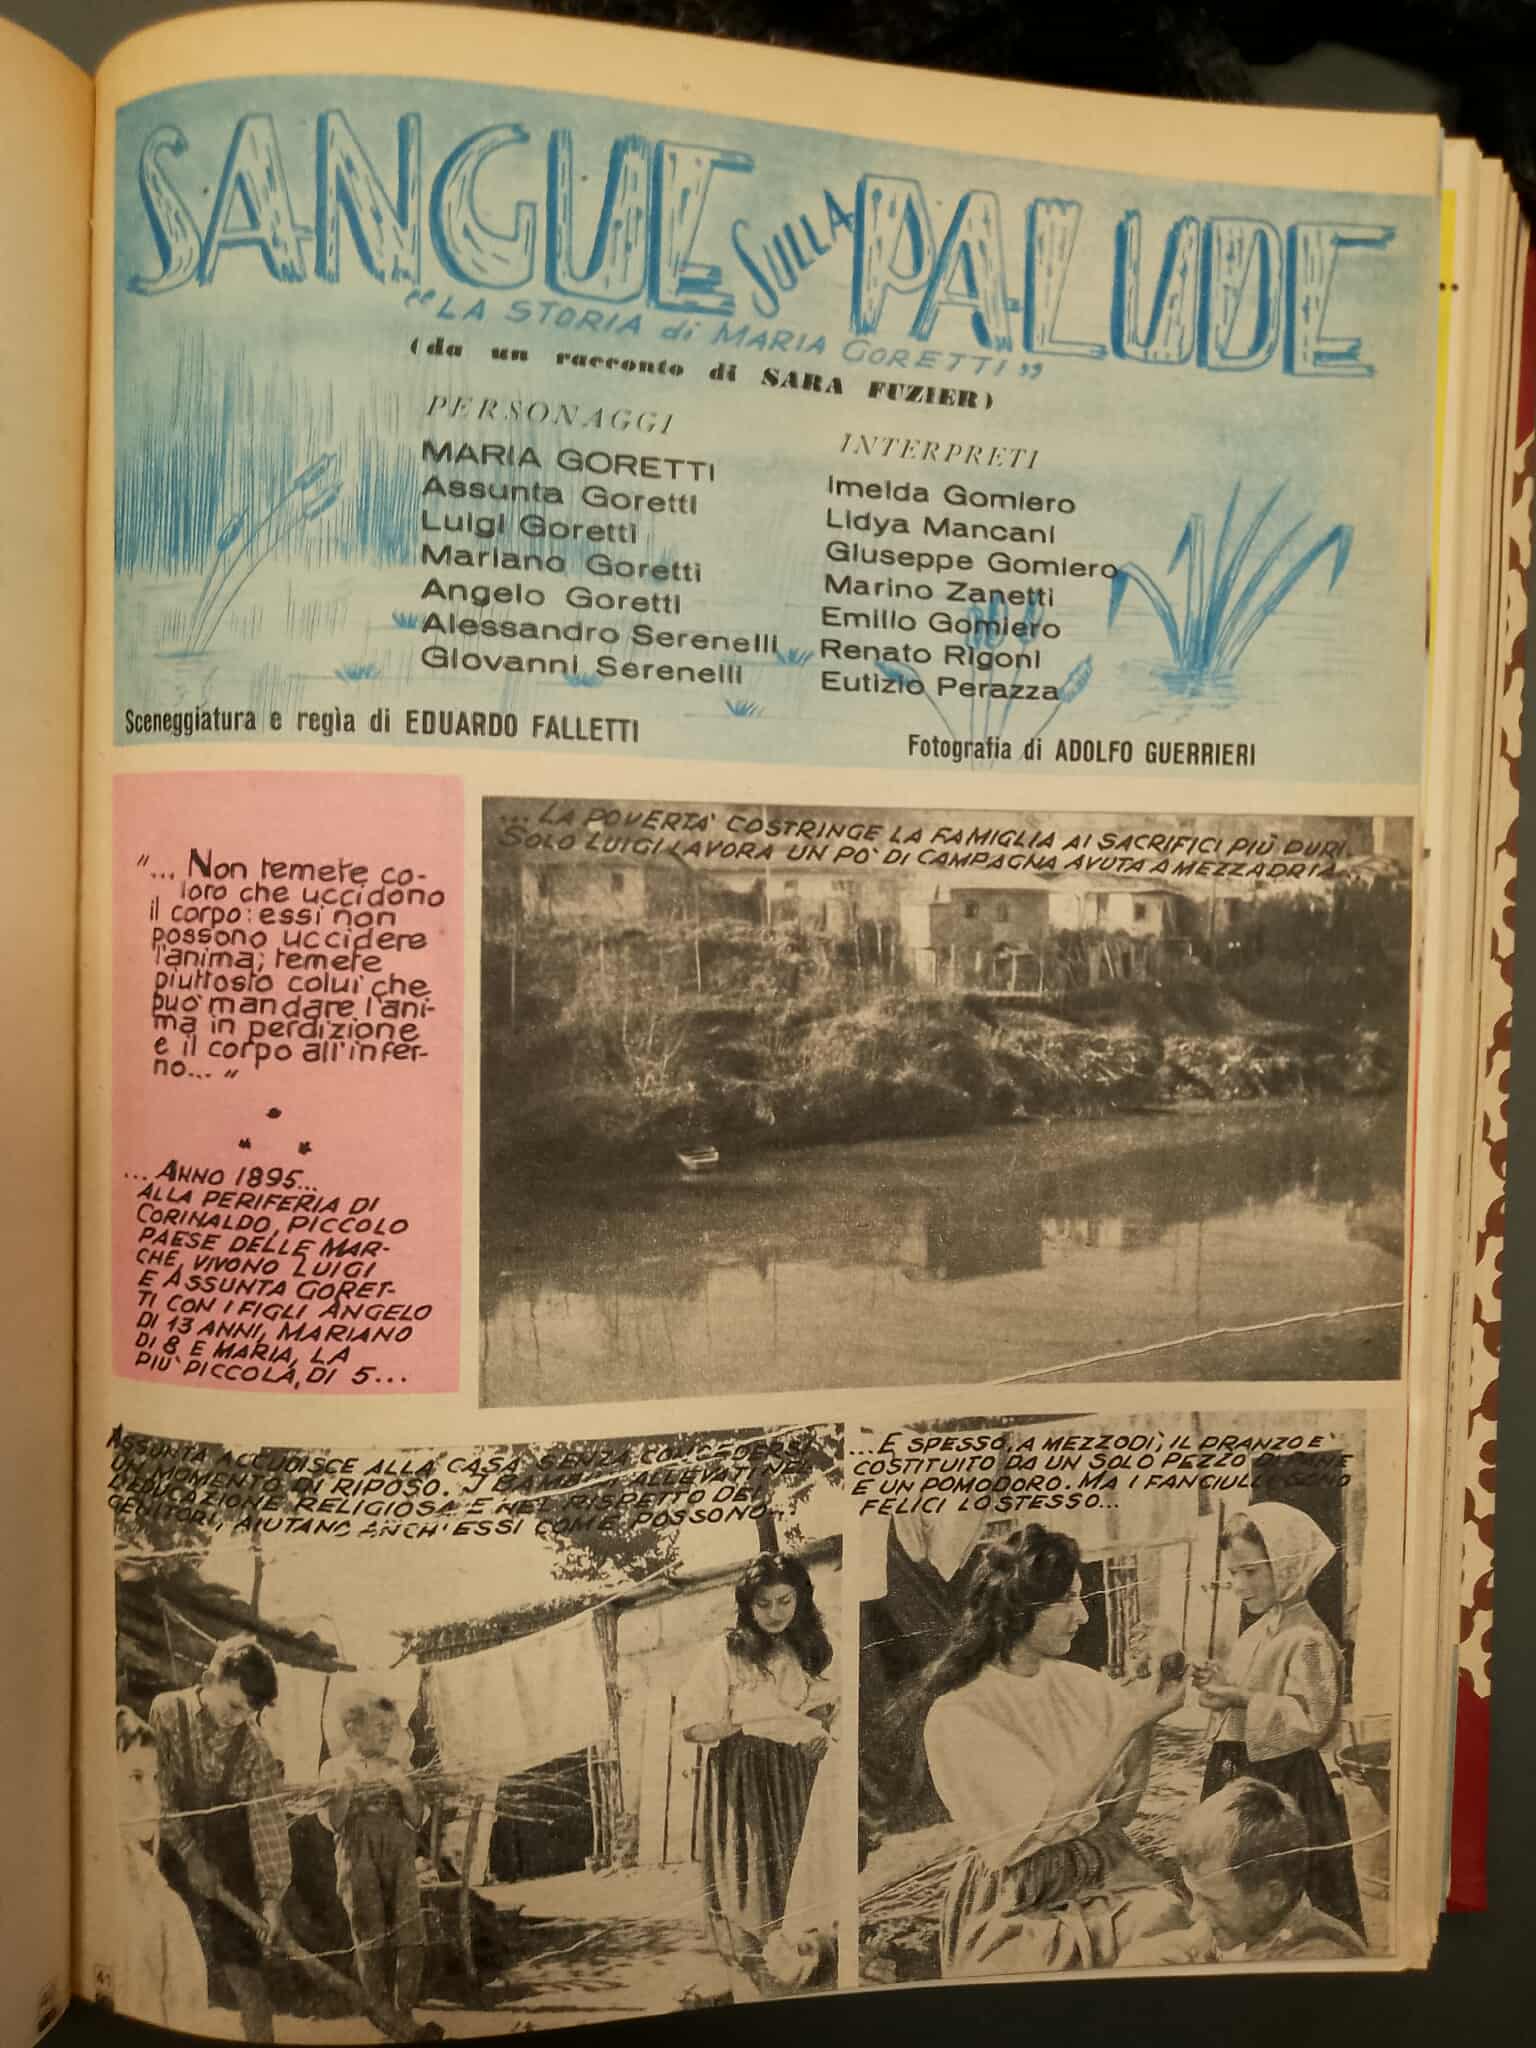 SANGUE SULLA PALUDE
"LA STORIA di MARIA GORETTI"
(da un racconto di SARA FUZIER)
PERSONAGGI
MARIA GORETTI
Assunta Goretti
Luigi Goretti
Mariano Goretti
Angelo Goretti
Alessandro Serenelli
Giovanni Serenelli
INTERPRETI
Imelda Gomiero
Lidya Mancani
Giuseppe Gomiero
Marino Zanetti
Emilio Gomiero
Renato Rigoni
Eutizio Perazza
Sceneggiatura e regìa di EDUARDO FALLETTI
Fotografia di ADOLFO GUERRIERI
"... Non temete co-
loro che uccidono
il corpo: essi non
possono uccidere
l'anima; temete
piuttosto colui che
può mandare l'ani-
ma in perdizione
e il corpo all'infer-
no... "
... ANNO 1895...
ALLA PERIFERIA DI
CORINALDO, PICCOLO
PAESE DELLE MAR-
CHE, VIVONO LUIGI
E ASSUNTA GORET-
TI CON I FIGLI ANGELO
DI 13 ANNI, MARIANO
DI 8 E MARIA, LA
PIÙ PICCOLA, DI 5...
... LA POVERTÀ COSTRINGE LA FAMIGLIA AI SACRIFICI PIÙ DURI.
SOLO LUIGI LAVORA UN PO' DI CAMPAGNA AVUTA A MEZZADRIA...
ASSUNTA ACCUDISCE ALLA CASA SENZA CONCEDERSI
UN MOMENTO DI RIPOSO. I BAMBINI ALLEVATI NEL-
L'EDUCAZIONE RELIGIOSA E NEL RISPETTO DEI
GENITORI, AIUTANO ANCH'ESSI COME POSSONO...
...E SPESSO, A MEZZODÌ, IL PRANZO È
COSTITUITO DA UN SOLO PEZZO DI PANE
E UN POMODORO. MA I FANCIULLI SONO
FELICI LO STESSO...